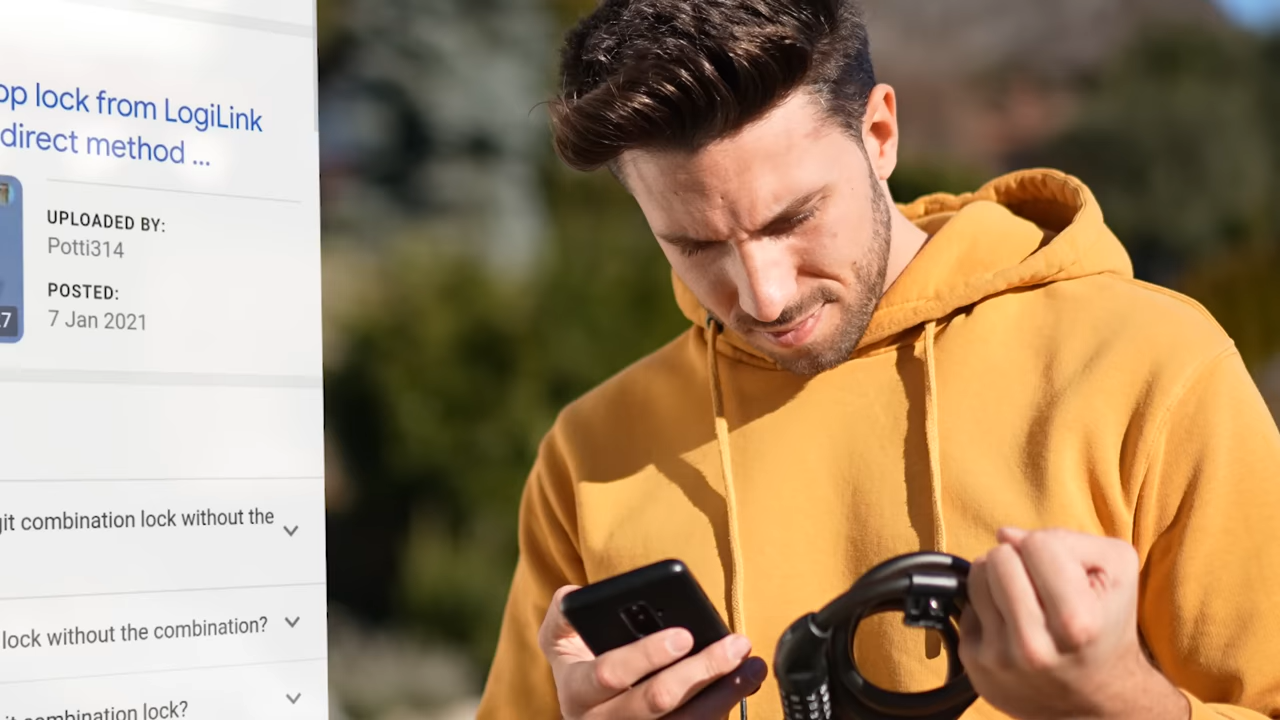 op lock from LogiLink
direct method ...
UPLOADED BY:
Potti314
POSTED:
7 Jan 2021
7
git combination lock without the
lock without the combination?
it combination lock?